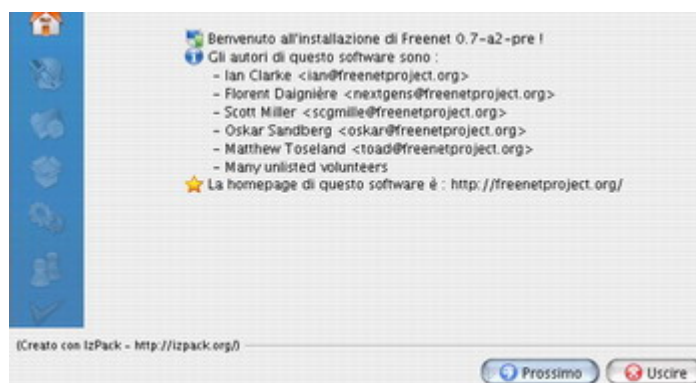 Benvenuto all'installazione di Freenet 0.7-a2-pre !
Gli autori di questo software sono :
- Ian Clarke <ian@freenetproject.org>
- Florent Daignière <nextgens@freenetproject.org>
- Scott Miller <scgmille@freenetproject.org>
- Oskar Sandberg <oskar@freenetproject.org>
- Matthew Toseland <toad@freenetproject.org>
- Many unlisted volunteers
La homepage di questo software è : http://freenetproject.org/
(Creato con IzPack - http://izpack.org/)
Prossimo
Uscire